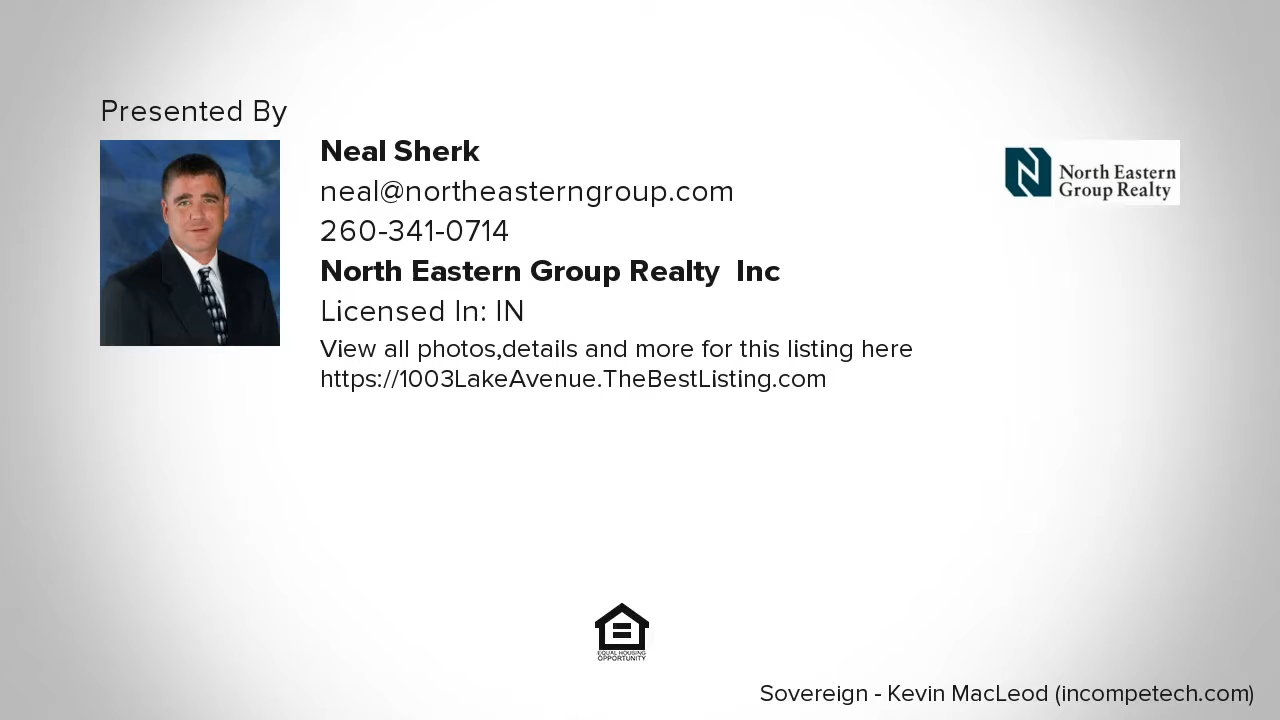 Presented By
Neal Sherk
neal@northeasterngroup.com
260-341-0714
North Eastern Group Realty  Inc
Licensed In: IN
View all photos,details and more for this listing here
https://1003LakeAvenue.TheBestListing.com
North Eastern
Group Realty
EQUAL HOUSING
OPPORTUNITY
Sovereign - Kevin MacLeod (incompetech.com)